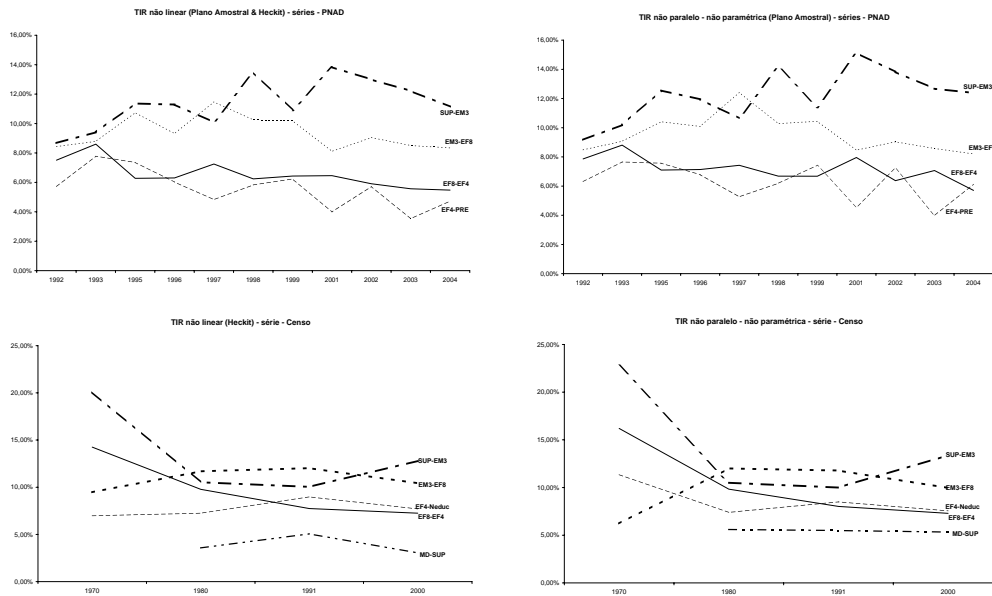 TIR não linear (Plano Amostral & Heckit) - séries - PNAD
16,00%
14,00%
12,00%
10,00%
8,00%
6,00%
4,00%
2,00%
0,00%
SUP-EM3
EM3-EF8
EF8-EF4
EF4-PRE
1992 1993 1995 1996 1997 1998 1999 2001 2002 2003 2004
TIR não paralelo - não paramétrica (Plano Amostral) - séries - PNAD
16,00%
14,00%
12,00%
10,00%
8,00%
6,00%
4,00%
2,00%
0,00%
SUP-EM3
EM3-EF
EF8-EF4
EF4-PRE
1992 1993 1995 1996 1997 1998 1999 2001 2002 2003 2004
TIR não linear (Heckit) - série - Censo
25,00%
20,00%
15,00%
10,00%
5,00%
0,00%
SUP-EM3
EM3-EF8
EF4-Neduc
EF8-EF4
MD-SUP
1970 1980 1991 2000
TIR não paralelo - não paramétrica - série - Censo
25,00%
20,00%
15,00%
10,00%
5,00%
0,00%
SUP-EM3
EM3-EF8
EF4-Neduc
EF8-EF4
MD-SUP
1970 1980 1991 2000